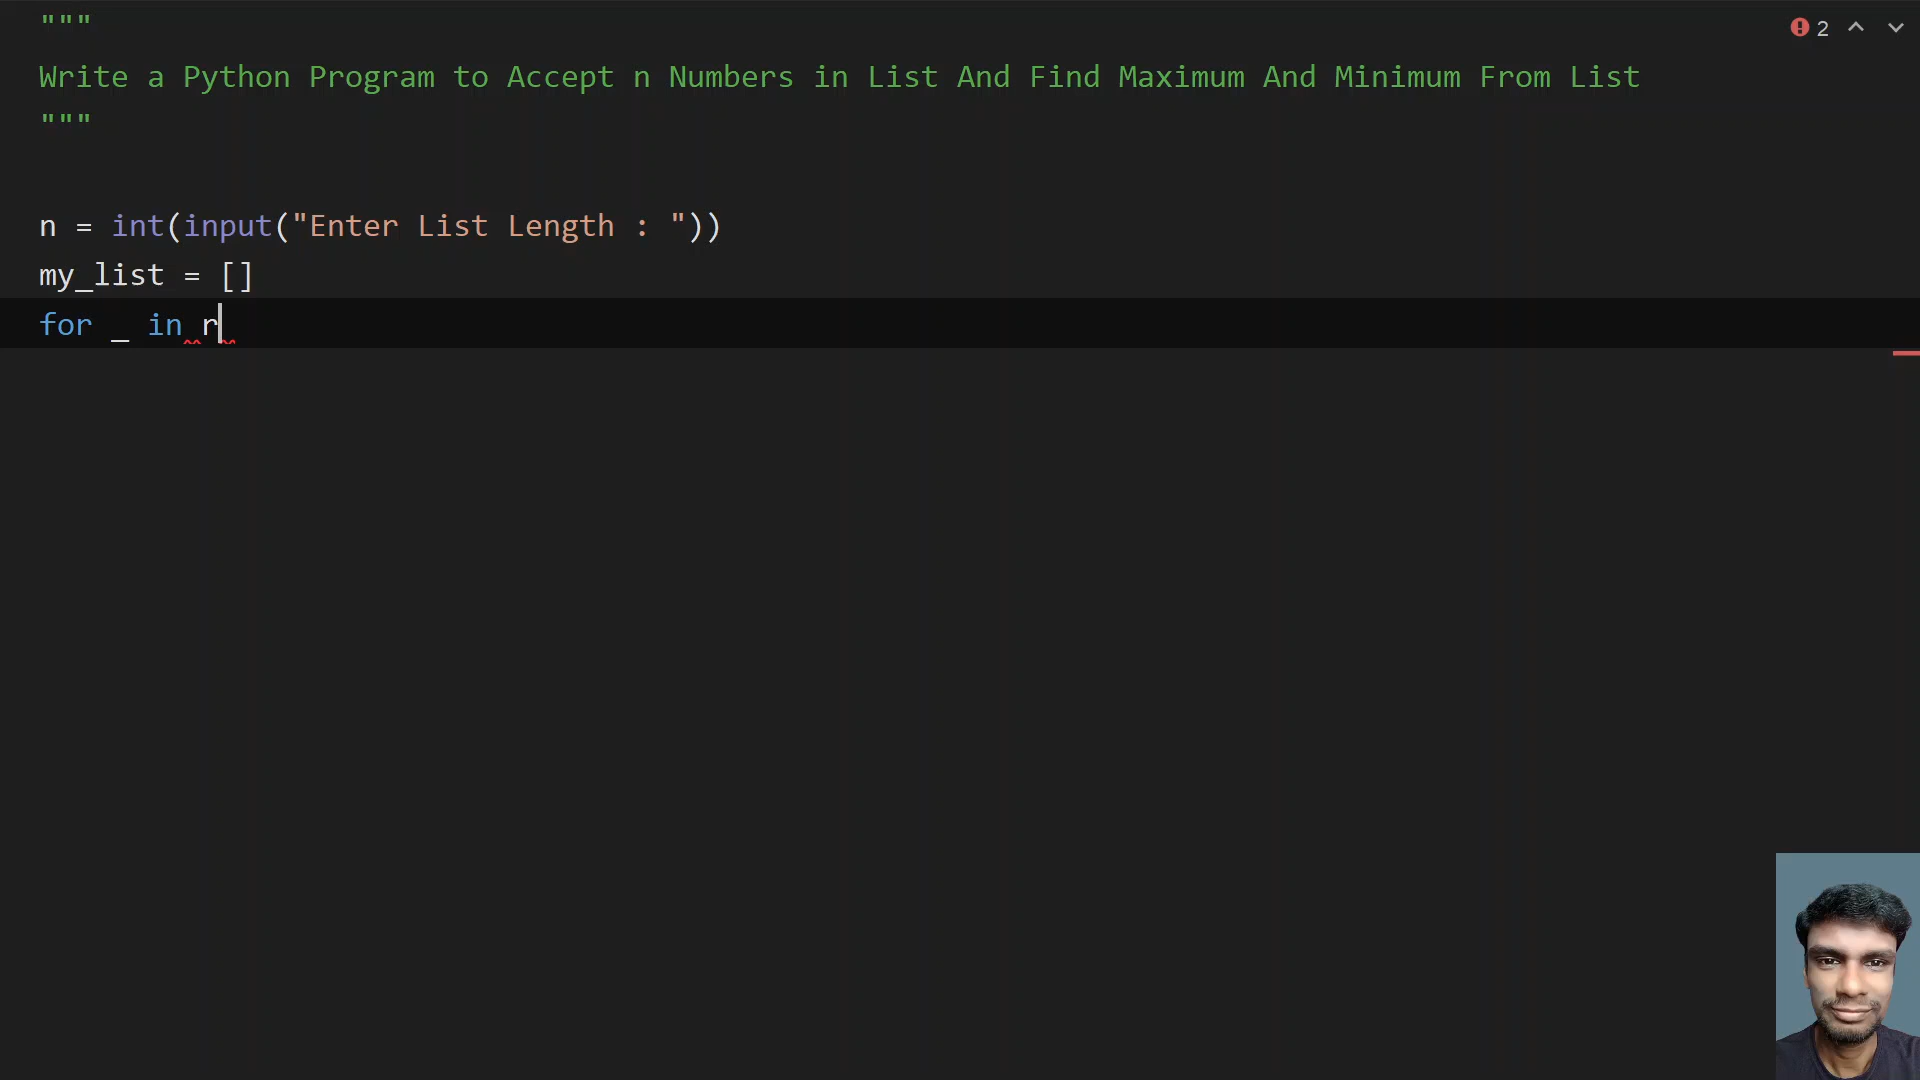 """
2
Write a Python Program to Accept n Numbers in List And Find Maximum And Minimum From List
"""
n = int(input("Enter List Length : "))
my_list = []
for _ in r